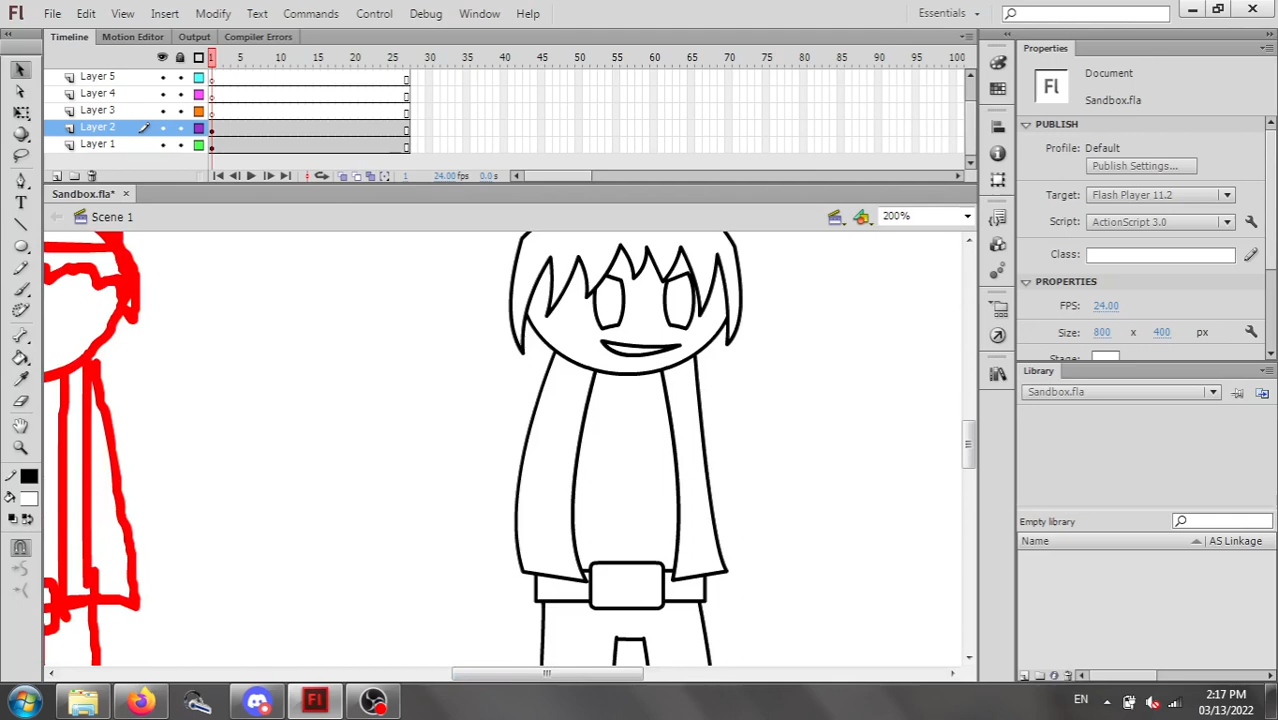 Fl File Edit View Insert Modify Text Commands Control Debug Window Help Essentials
Timeline Motion Editor Output Compiler Errors
1 5 10 15 20 25 30 35 40 45 50 55 60 65 70 75 80 85 90 95 100
Layer 5
Layer 4
Layer 3
Layer 2
Layer 1
1 24.00 fps 0.0 s
Sandbox.fla*
Scene 1
200%
Properties
Fl
Document
Sandbox.fla
PUBLISH
Profile: Default
Publish Settings...
Target: Flash Player 11.2
Script: ActionScript 3.0
Class:
PROPERTIES
FPS: 24.00
Size: 800 x 400 px
Stage:
Library
Sandbox.fla
Empty library
Name AS Linkage
T
Fl
EN
2:17 PM
03/13/2022